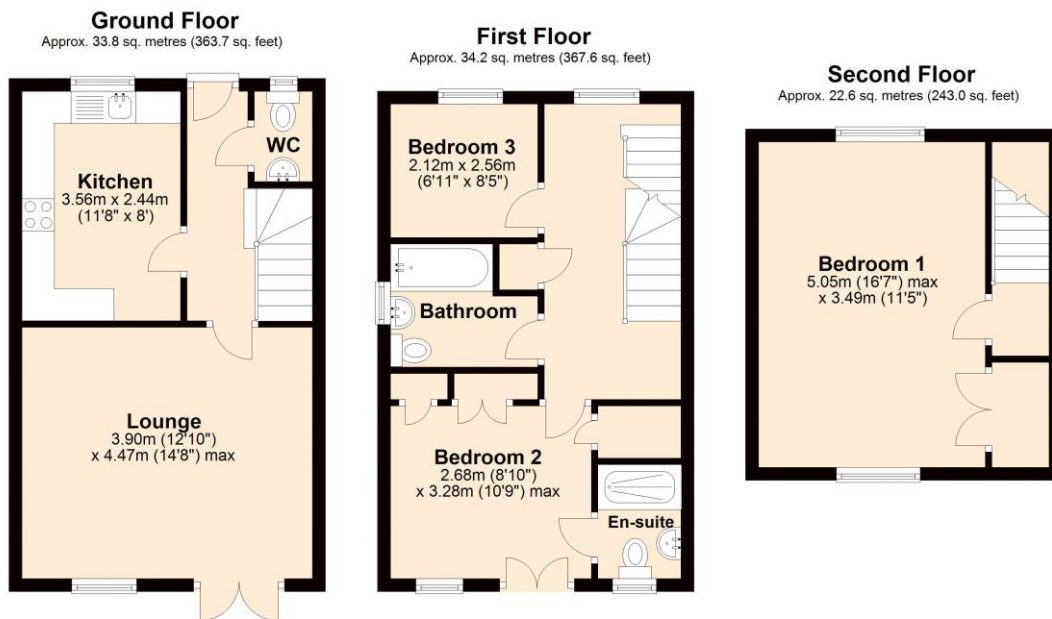 Ground Floor
Approx. 33.8 sq. metres (363.7 sq. feet)
Kitchen
3.56m x 2.44m
(11'8" x 8')
WC
Lounge
3.90m (12'10")
x 4.47m (14'8") max
First Floor
Approx. 34.2 sq. metres (367.6 sq. feet)
Bedroom 3
2.12m x 2.56m
(6'11" x 8'5")
Bathroom
Bedroom 2
2.68m (8'10")
x 3.28m (10'9") max
En-suite
Second Floor
Approx. 22.6 sq. metres (243.0 sq. feet)
Bedroom 1
5.05m (16'7") max
x 3.49m (11'5")